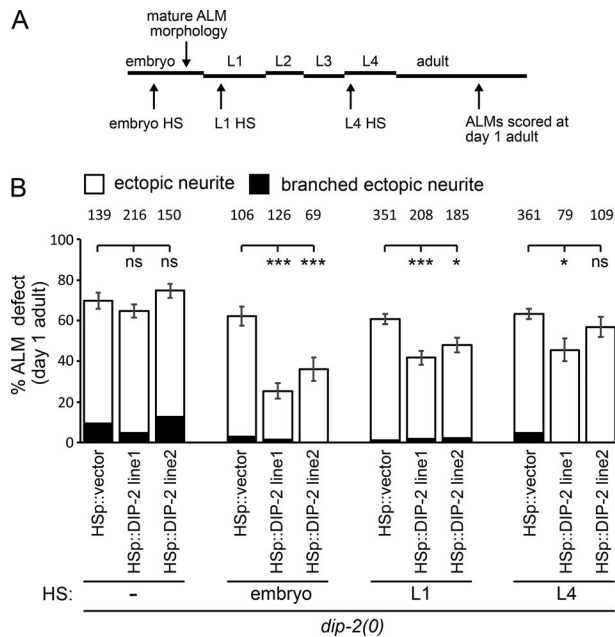 A
mature ALM
morphology
embryo L1 L2 L3 L4 adult
embryo HS L1 HS L4 HS ALMs scored at
day 1 adult
B
ectopic neurite branched ectopic neurite
139 216 150 106 126 69 351 208 185 361 79 109
ns ns *** *** *** * * ns
% ALM defect
(day 1 adult)
100
80
60
40
20
0
HSp::vector
HSp::DIP-2 line1
HSp::DIP-2 line2
HSp::vector
HSp::DIP-2 line1
HSp::DIP-2 line2
HSp::vector
HSp::DIP-2 line1
HSp::DIP-2 line2
HSp::vector
HSp::DIP-2 line1
HSp::DIP-2 line2
HS: - embryo L1 L4
dip-2(0)